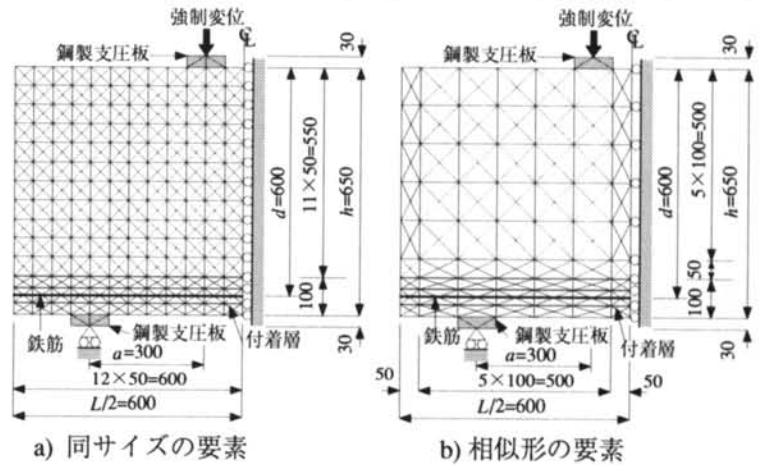 強制変位
鋼製支圧板
30
11×50=550
d=600
h=650
100
鉄筋
鋼製支圧板
付着層
a=300
30
12×50=600
L/2=600
a) 同サイズの要素
強制変位
鋼製支圧板
30
5×100=500
d=600
h=650
50
100
鉄筋
鋼製支圧板
付着層
a=300
30
50
5×100=500
50
L/2=600
b) 相似形の要素